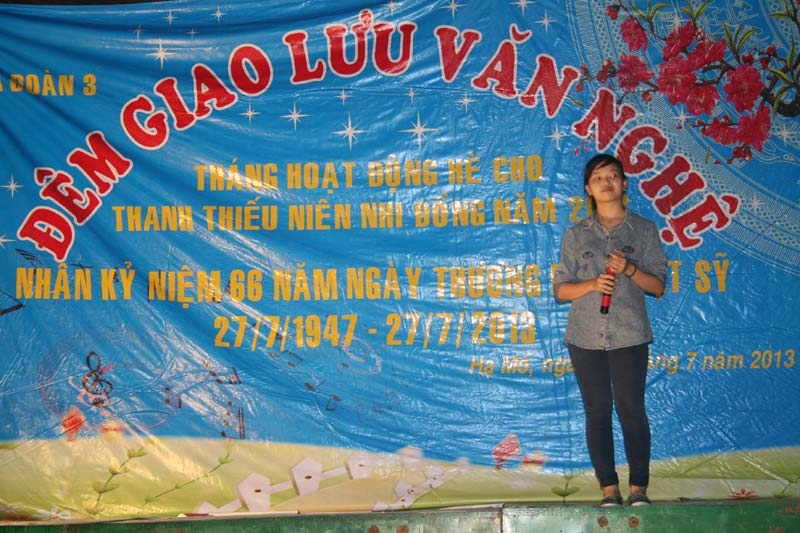 ĐOÀN 3
ĐÊM GIAO LƯU VĂN NGHỆ
THÁNG HOẠT ĐỘNG HÈ CHO
THANH THIẾU NIÊN NHI ĐỒNG NĂM
NHÂN KỶ NIỆM 66 NĂM NGÀY THƯƠNG SỸ
27/7/1947 - 27/7/2013
Hạ Mỗ, 7 năm 2013